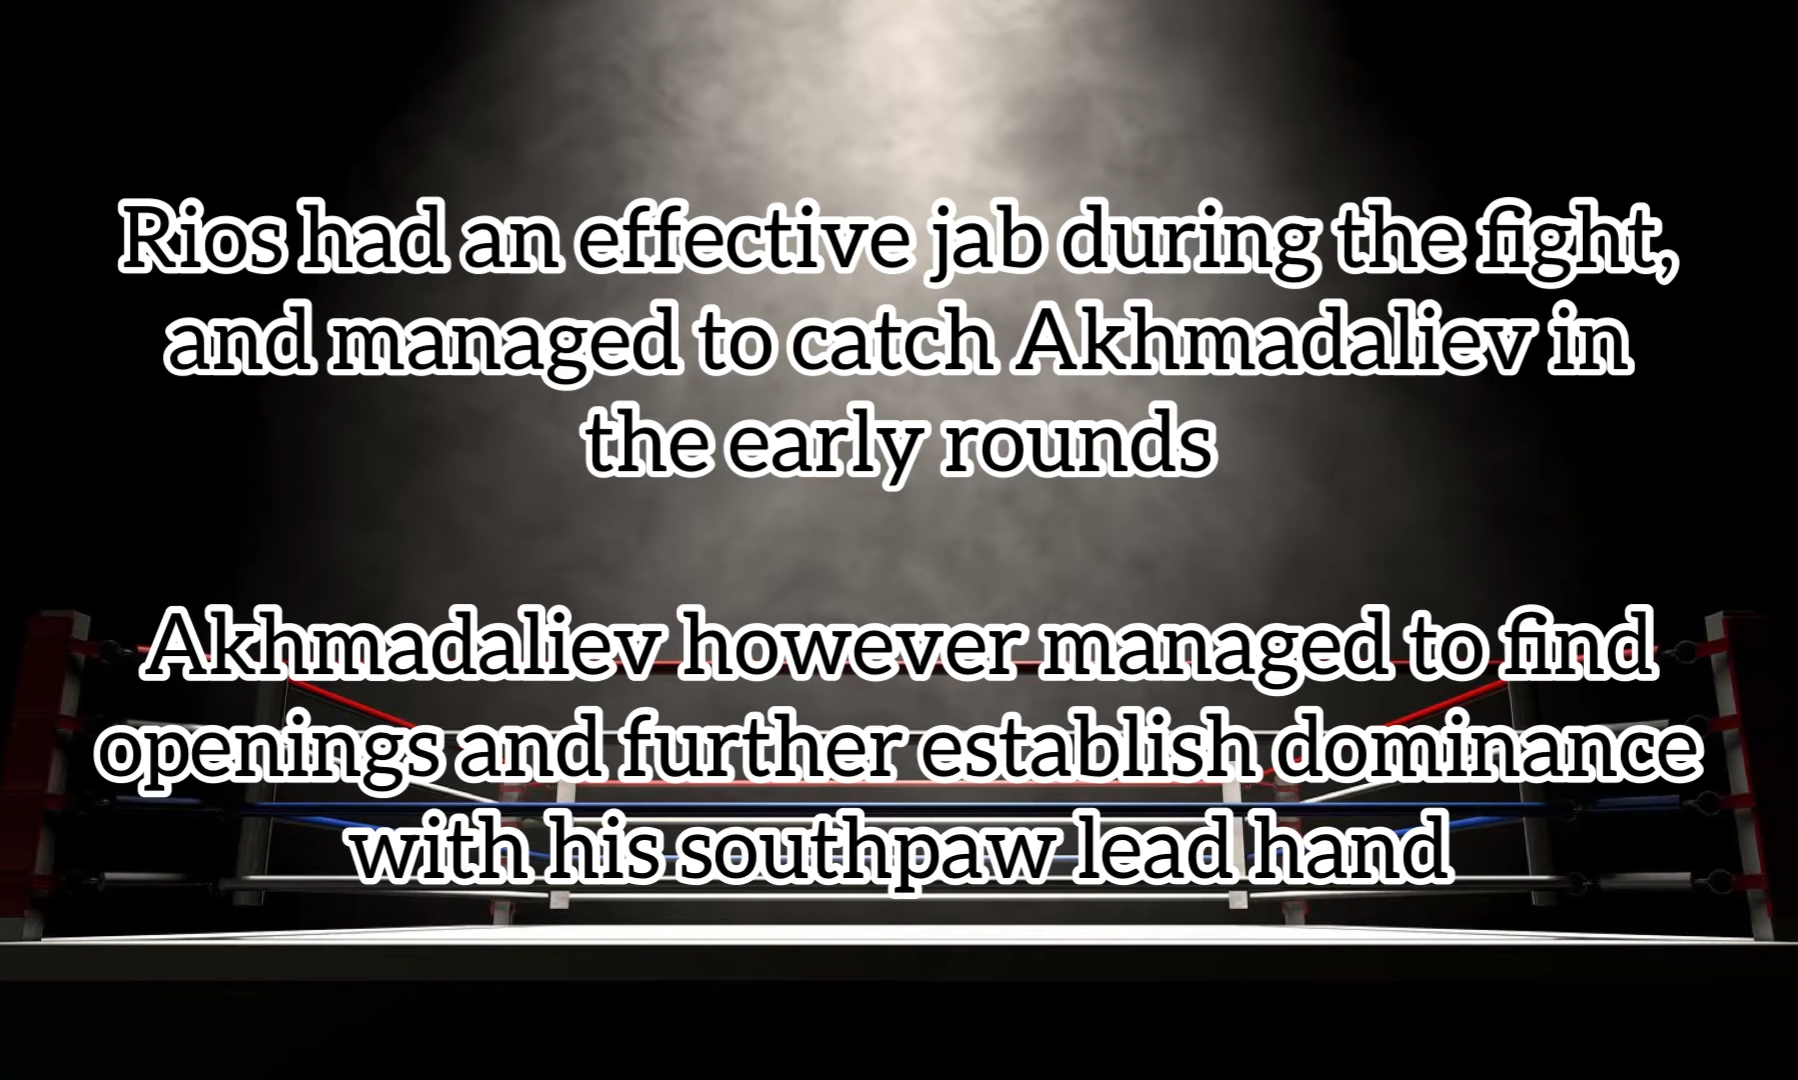 Rios had an effective jab during the fight,
and managed to catch Akhmadaliev in
the early rounds
Akhmadaliev however managed to find
openings and further establish dominance
with his southpaw lead hand